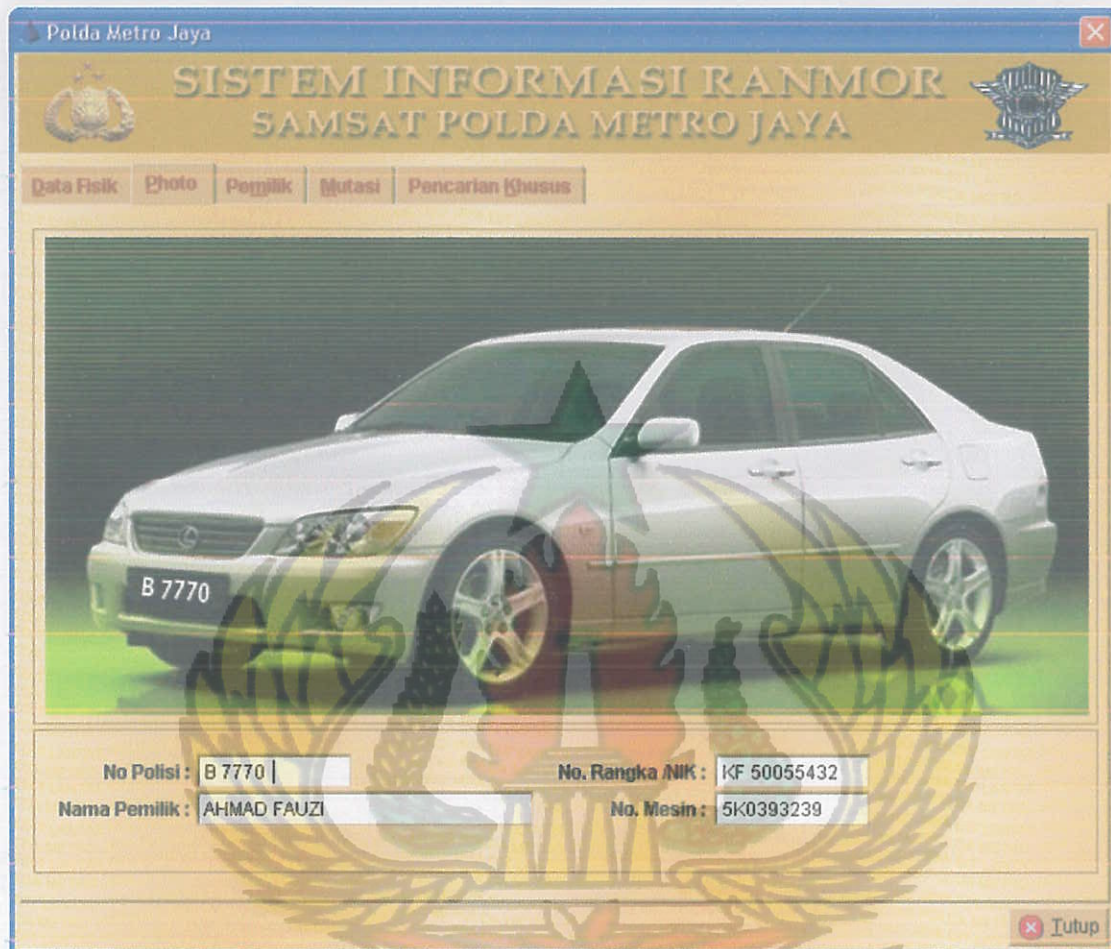 Polda Metro Jaya
SISTEM INFORMASI RANMOR
SAMSAT POLDA METRO JAYA
Data Fisik Photo Pemilik Mutasi Pencarian Khusus
B 7770
No Polisi : B 7770 No. Rangka /NIK : KF 50055432
Nama Pemilik : AHMAD FAUZI No. Mesin : 5K0393239
Tutup